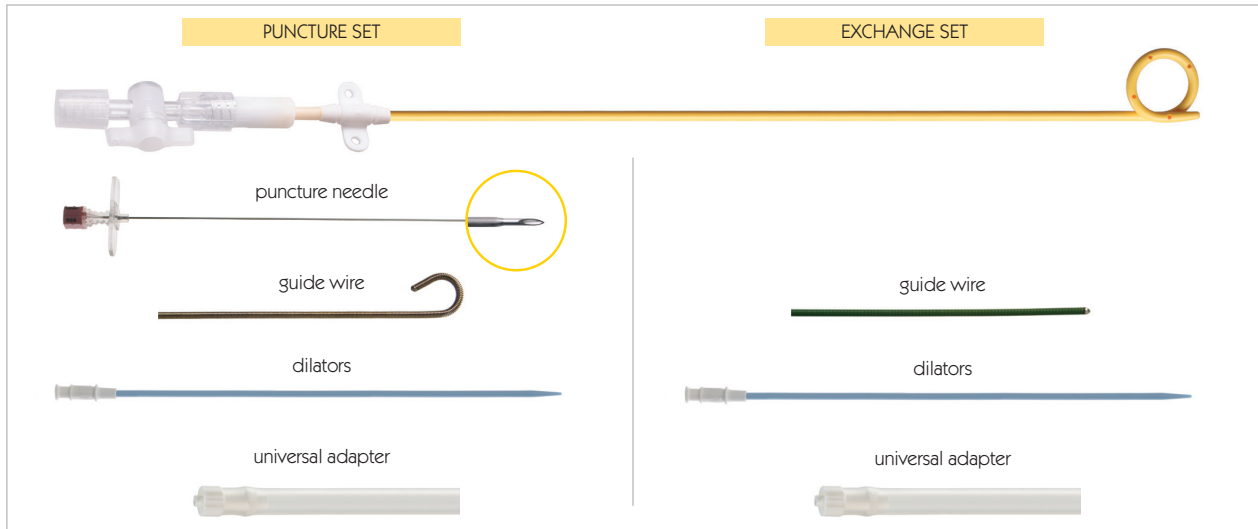 PUNCTURE SET
EXCHANGE SET
puncture needle
guide wire
guide wire
dilators
dilators
universal adapter
universal adapter